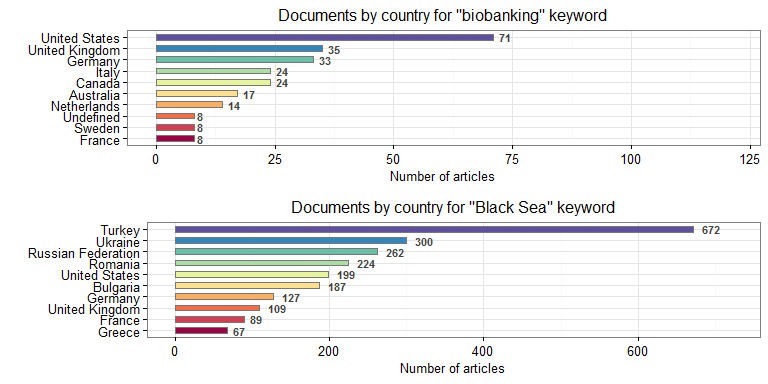 Documents by country for "biobanking" keyword
United States 71
United Kingdom 35
Germany 33
Italy 24
Canada 24
Australia 17
Netherlands 14
Undefined 8
Sweden 8
France 8
0 25 50 75 100 125
Number of articles
Documents by country for "Black Sea" keyword
Turkey 672
Ukraine 300
Russian Federation 262
Romania 224
United States 199
Bulgaria 187
Germany 127
United Kingdom 109
France 89
Greece 67
0 200 400 600
Number of articles